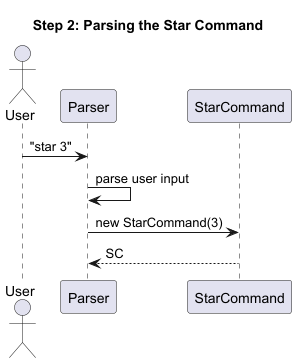 Step 2: Parsing the Star Command
User
Parser
StarCommand
"star 3"
parse user input
new StarCommand(3)
SC
User
Parser
StarCommand